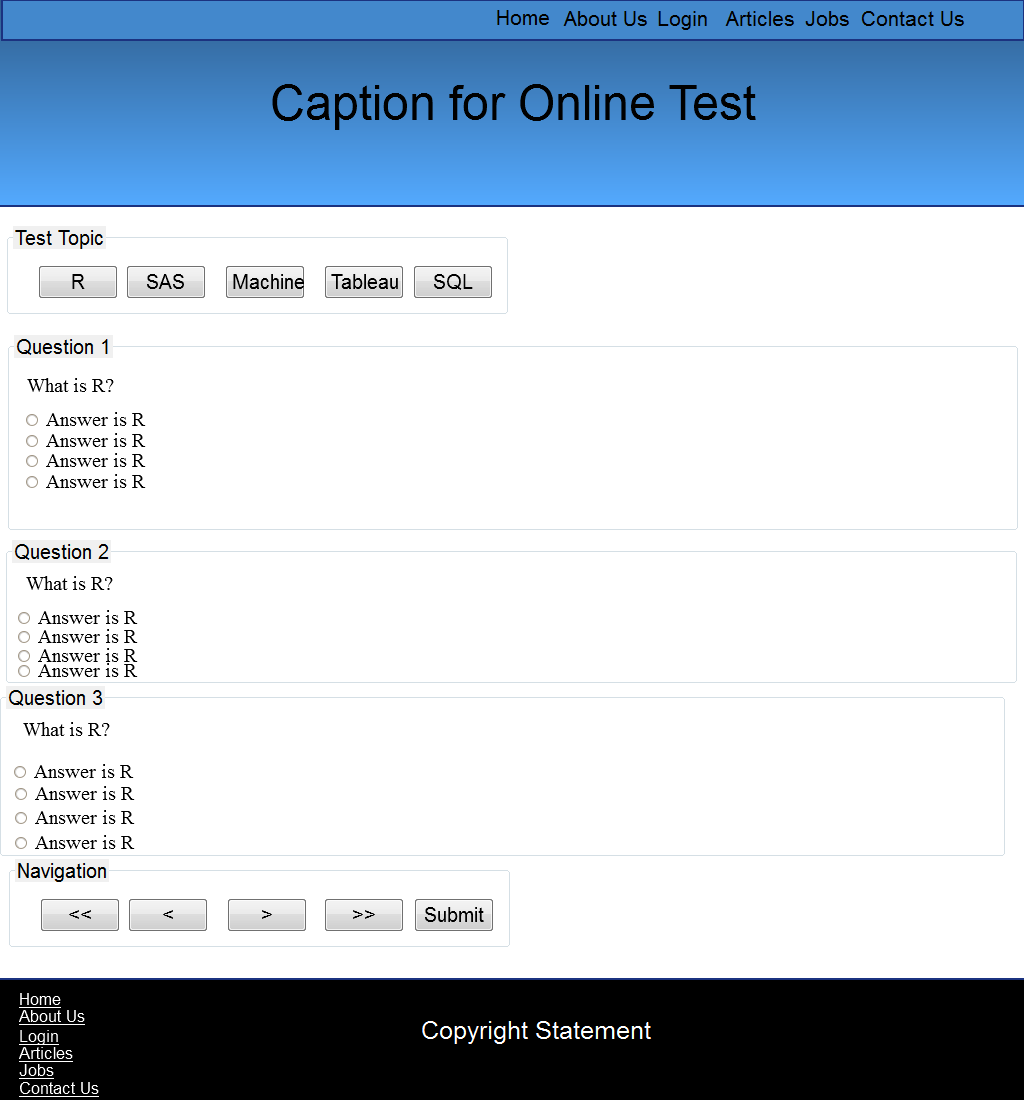 Home About Us Login Articles Jobs Contact Us
Caption for Online Test
Test Topic
R SAS Machine Tableau SQL
Question 1
What is R?
Answer is R
Answer is R
Answer is R
Answer is R
Question 2
What is R?
Answer is R
Answer is R
Answer is R
Answer is R
Question 3
What is R?
Answer is R
Answer is R
Answer is R
Answer is R
Navigation
<< < > >> Submit
Home
About Us
Login
Articles
Jobs
Contact Us
Copyright Statement